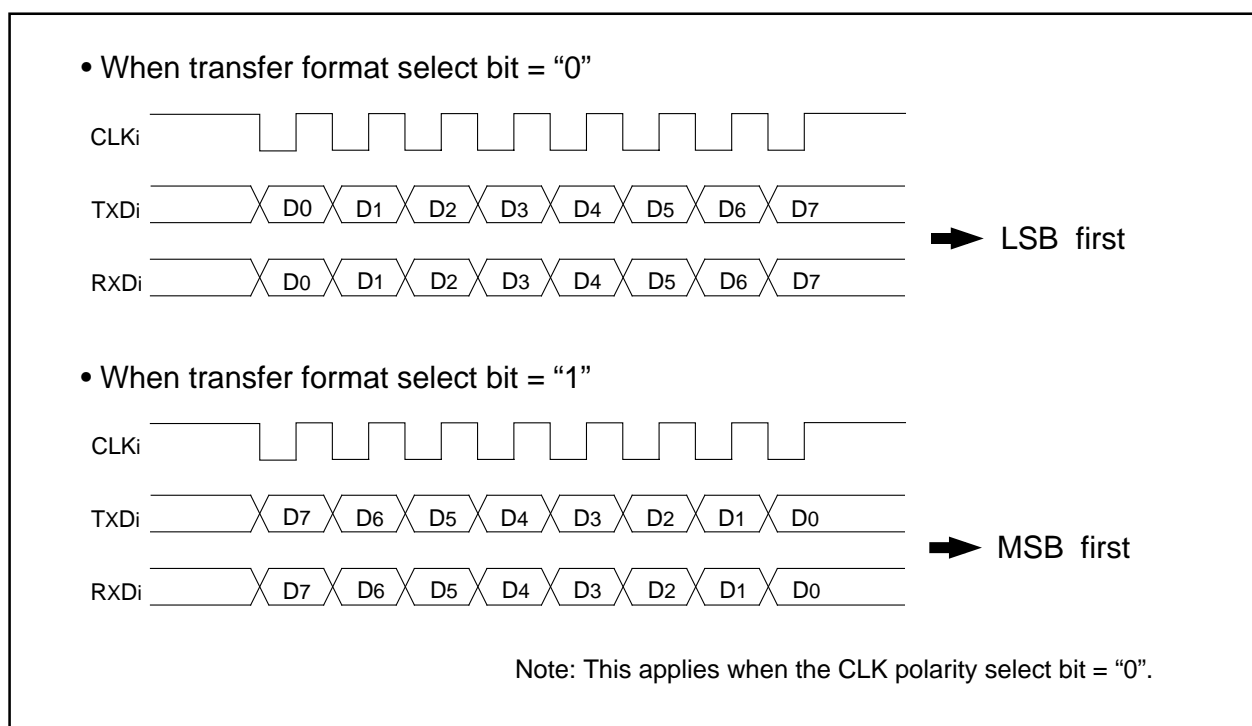 • When transfer format select bit = “0”
CLKi
TXDi D0 D1 D2 D3 D4 D5 D6 D7
RXDi D0 D1 D2 D3 D4 D5 D6 D7
LSB first
• When transfer format select bit = “1”
CLKi
TXDi D7 D6 D5 D4 D3 D2 D1 D0
RXDi D7 D6 D5 D4 D3 D2 D1 D0
MSB first
Note: This applies when the CLK polarity select bit = “0”.